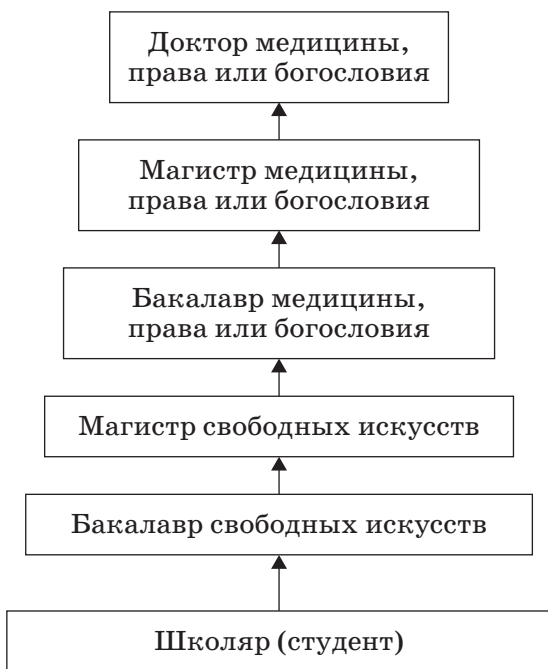 Доктор медицины,
права или богословия
Магистр медицины,
права или богословия
Бакалавр медицины,
права или богословия
Магистр свободных искусств
Бакалавр свободных искусств
Школяр (студент)